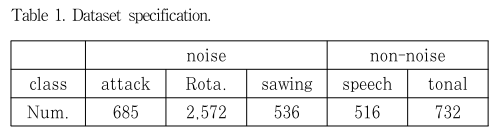 Table 1. Dataset specification.
noise non-noise
class attack Rota. sawing speech tonal
Num. 685 2,572 536 516 732